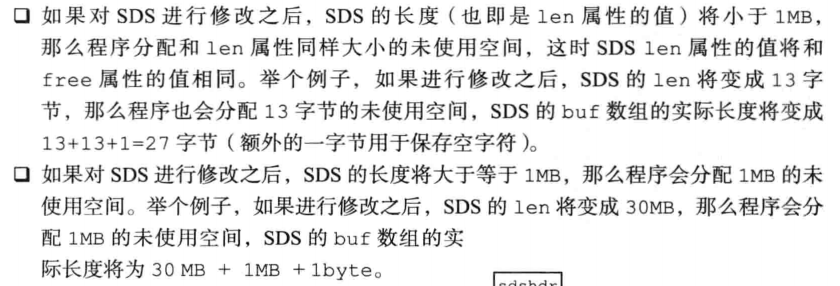 ❑ 如果对 SDS 进行修改之后，SDS 的长度（也即是 len 属性的值）将小于 1MB，
那么程序分配和 len 属性同样大小的未使用空间，这时 SDS len 属性的值将和
free 属性的值相同。举个例子，如果进行修改之后，SDS 的 len 将变成 13 字
节，那么程序也会分配 13 字节的未使用空间，SDS 的 buf 数组的实际长度将变成
13+13+1=27 字节（额外的一字节用于保存空字符）。
❑ 如果对 SDS 进行修改之后，SDS 的长度将大于等于 1MB，那么程序会分配 1MB 的未
使用空间。举个例子，如果进行修改之后，SDS 的 len 将变成 30MB，那么程序会分
配 1MB 的未使用空间，SDS 的 buf 数组的实
际长度将为 30 MB + 1MB +1byte。
sdshdr